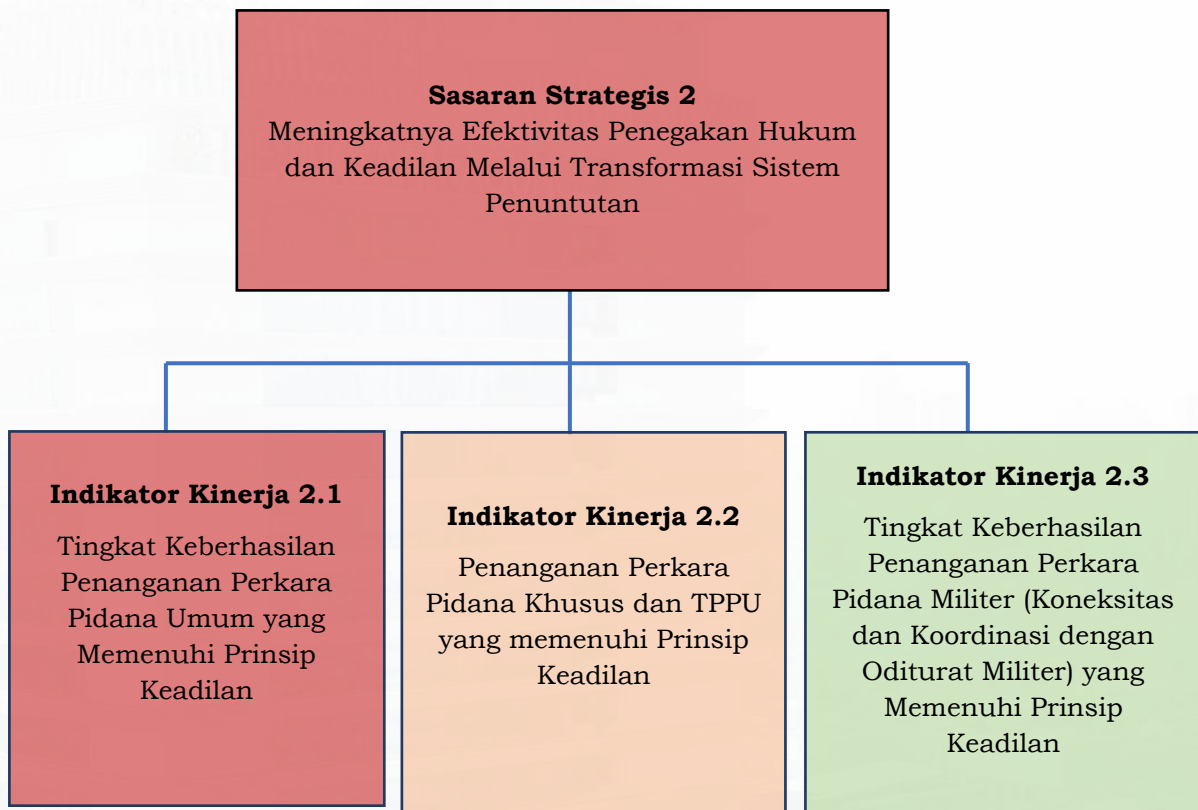 Sasaran Strategis 2
Meningkatnya Efektivitas Penegakan Hukum
dan Keadilan Melalui Transformasi Sistem
Penuntutan
Indikator Kinerja 2.1
Tingkat Keberhasilan
Penanganan Perkara
Pidana Umum yang
Memenuhi Prinsip
Keadilan
Indikator Kinerja 2.2
Penanganan Perkara
Pidana Khusus dan TPPU
yang memenuhi Prinsip
Keadilan
Indikator Kinerja 2.3
Tingkat Keberhasilan
Penanganan Perkara
Pidana Militer (Koneksitas
dan Koordinasi dengan
Oditurat Militer) yang
Memenuhi Prinsip
Keadilan